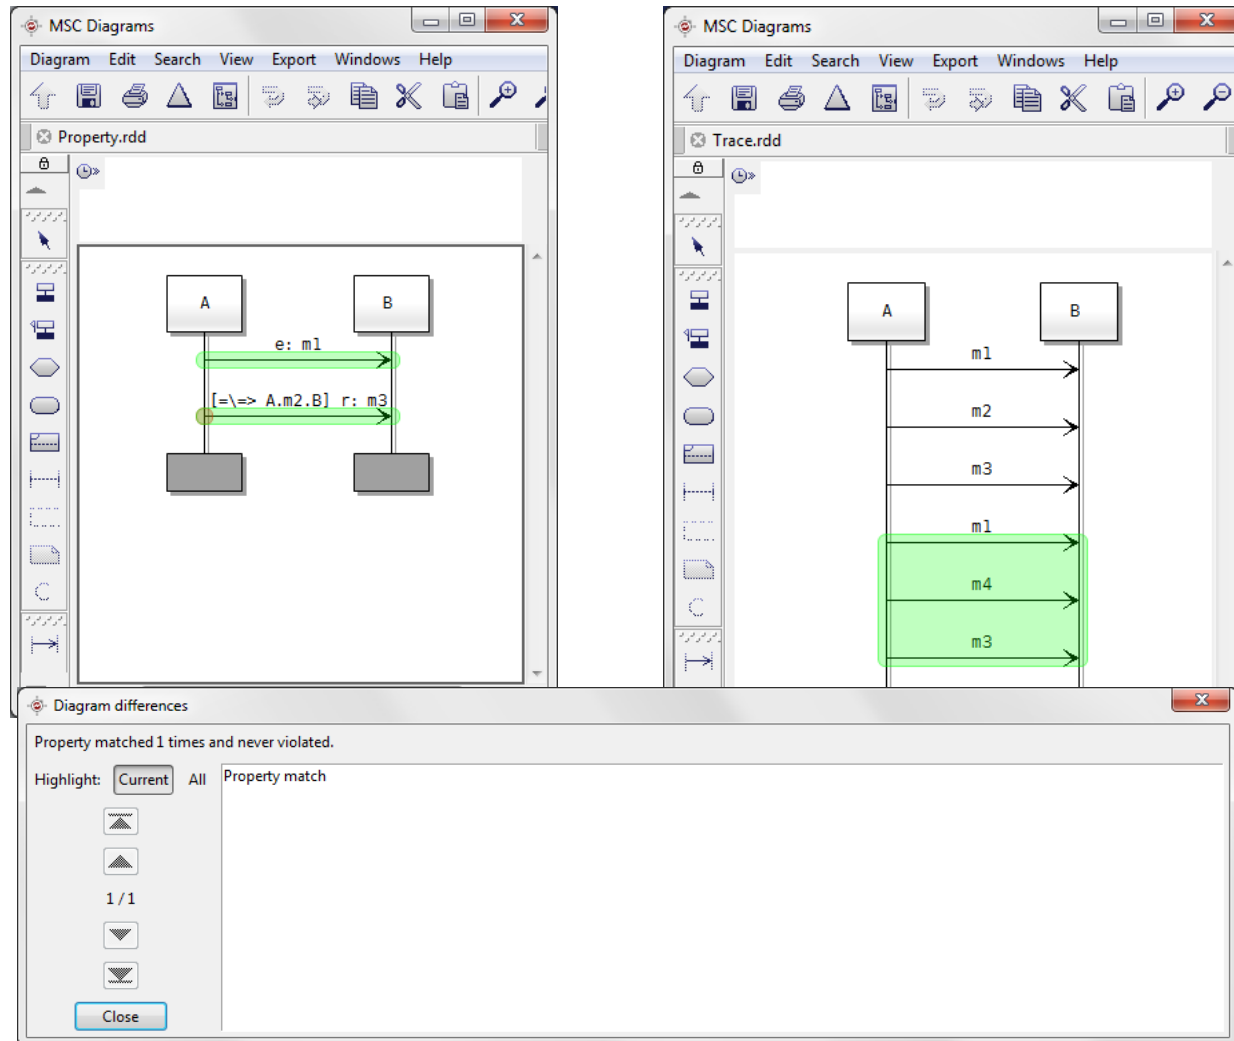 MSC Diagrams
Diagram Edit Search View Export Windows Help
Property.rdd
A
B
e: m1
[=\=> A.m2.B] r: m3
MSC Diagrams
Diagram Edit Search View Export Windows Help
Trace.rdd
A
B
m1
m2
m3
m1
m4
m3
Diagram differences
Property matched 1 times and never violated.
Highlight: Current All
Property match
1 / 1
Close